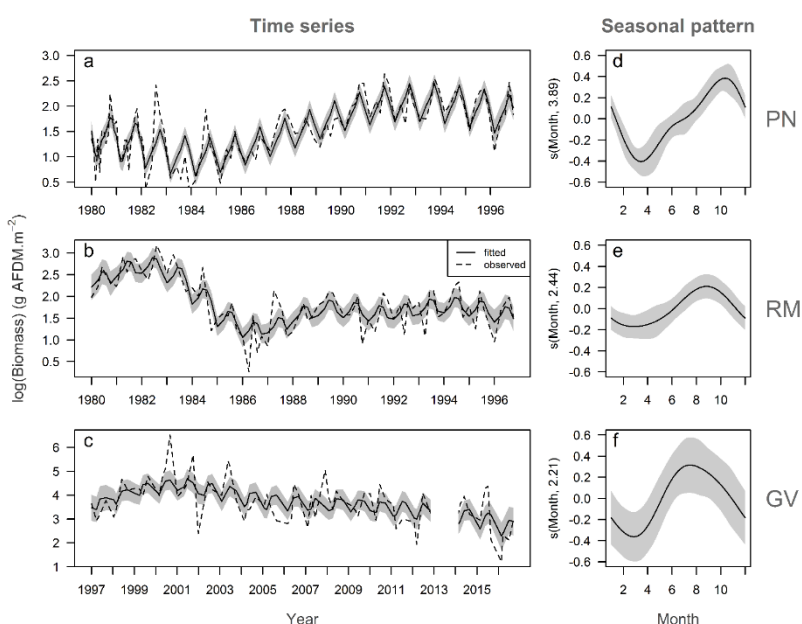 Time series
Seasonal pattern
a
3.0
2.5
2.0
1.5
1.0
0.5
1980 1982 1984 1986 1988 1990 1992 1994 1996
d
s(Month, 3.89)
0.6
0.4
0.2
0.0
-0.2
-0.4
-0.6
2 4 6 8 10
PN
log(Biomass) (g AFDM.m⁻²)
b
fitted
observed
3.0
2.5
2.0
1.5
1.0
0.5
1980 1982 1984 1986 1988 1990 1992 1994 1996
e
s(Month, 2.44)
0.6
0.4
0.2
0.0
-0.2
-0.4
-0.6
2 4 6 8 10
RM
c
6
5
4
3
2
1
1997 1999 2001 2003 2005 2007 2009 2011 2013 2015
f
s(Month, 2.21)
0.6
0.4
0.2
0.0
-0.2
-0.4
-0.6
2 4 6 8 10
GV
Year
Month